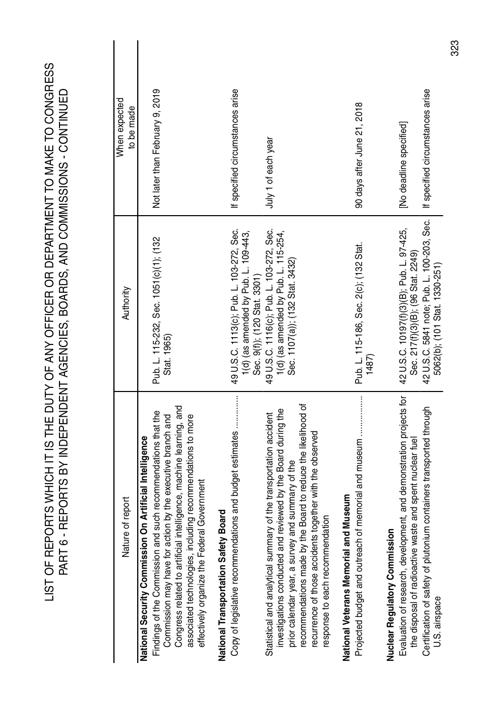 LIST OF REPORTS WHICH IT IS THE DUTY OF ANY OFFICER OR DEPARTMENT TO MAKE TO CONGRESS
PART 6 - REPORTS BY INDEPENDENT AGENCIES, BOARDS, AND COMMISSIONS - CONTINUED
Nature of report
Authority
When expected
to be made
National Security Commission On Artificial Intelligence
Findings of the Commission and such recommendations that the
Commission may have for action by the executive branch and
Congress related to artificial intelligence, machine learning, and
associated technologies, including recommendations to more
effectively organize the Federal Government
Pub. L. 115-232, Sec. 1051(c)(1); (132
Stat. 1965)
Not later than February 9, 2019
National Transportation Safety Board
Copy of legislative recommendations and budget estimates ..............
49 U.S.C. 1113(c); Pub. L. 103-272, Sec.
1(d) (as amended by Pub. L. 109-443,
Sec. 9(f)); (120 Stat. 3301)
If specified circumstances arise
Statistical and analytical summary of the transportation accident
investigations conducted and reviewed by the Board during the
prior calendar year, a survey and summary of the
recommendations made by the Board to reduce the likelihood of
recurrence of those accidents together with the observed
response to each recommendation
49 U.S.C. 1116(c); Pub. L. 103-272, Sec.
1(d) (as amended by Pub. L. 115-254,
Sec. 1107(a)); (132 Stat. 3432)
July 1 of each year
National Veterans Memorial and Museum
Projected budget and outreach of memorial and museum .................
Pub. L. 115-186, Sec. 2(c); (132 Stat.
1487)
90 days after June 21, 2018
Nuclear Regulatory Commission
Evaluation of research, development, and demonstration projects for
the disposal of radioactive waste and spent nuclear fuel
42 U.S.C. 10197(f)(3)(B); Pub. L. 97-425,
Sec. 217(f)(3)(B); (96 Stat. 2249)
[No deadline specified]
Certification of safety of plutonium containers transported through
U.S. airspace
42 U.S.C. 5841 note; Pub. L. 100-203, Sec.
5062(b); (101 Stat. 1330-251)
If specified circumstances arise
323